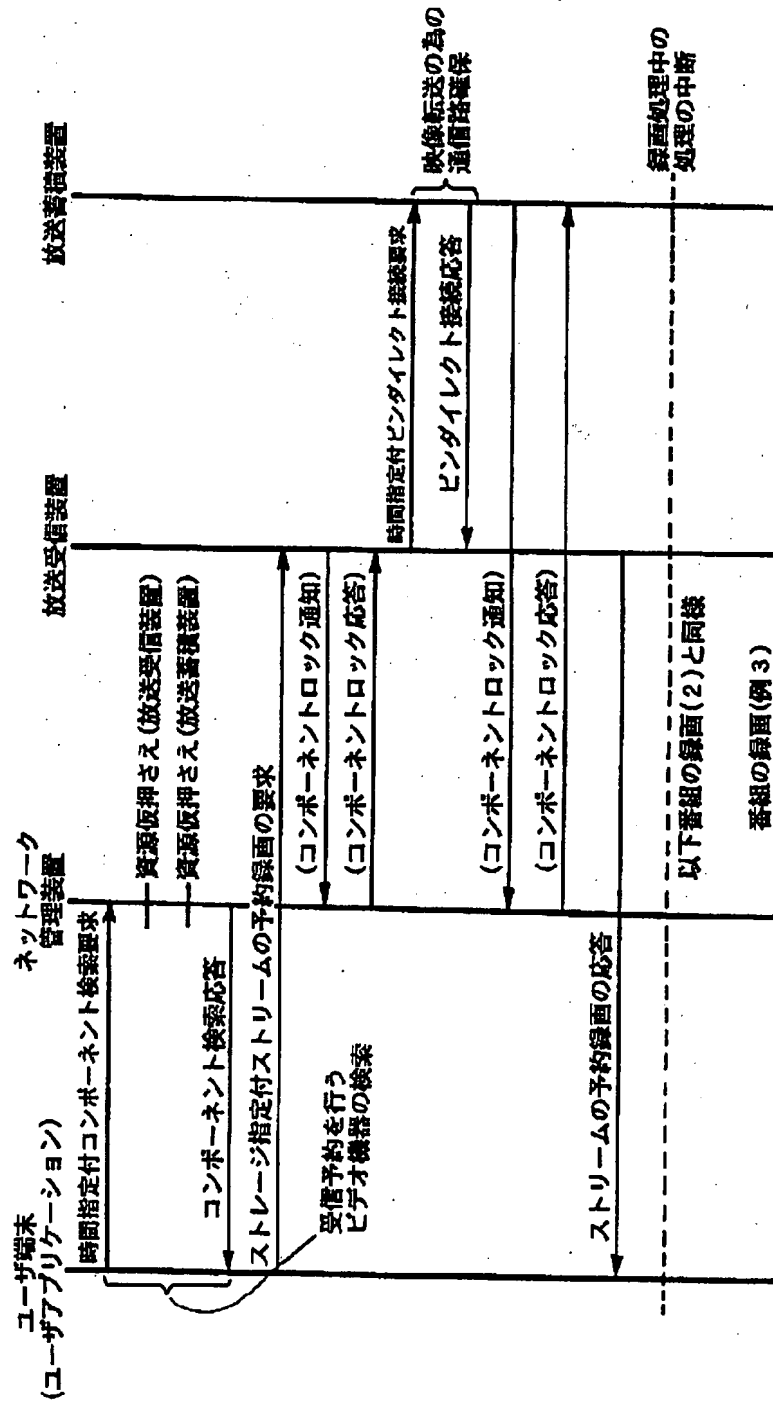 ユーザ端末
(ユーザアプリケーション)
ネットワーク
管理装置
放送受信装置
放送蓄積装置
時間指定付コンポーネント検索要求
資源仮押さえ(放送受信装置)
資源仮押さえ(放送蓄積装置)
コンポーネント検索応答
ストレージ指定付ストリームの予約録画の要求
受信予約を行う
ビデオ機器の検索
(コンポーネントロック通知)
(コンポーネントロック応答)
時間指定付ピンダイレクト接続要求
映像転送の為の
通信路確保
ピンダイレクト接続応答
(コンポーネントロック通知)
(コンポーネントロック応答)
ストリームの予約録画の応答
録画処理中の
処理の中断
以下番組の録画(2)と同様
番組の録画(例3)